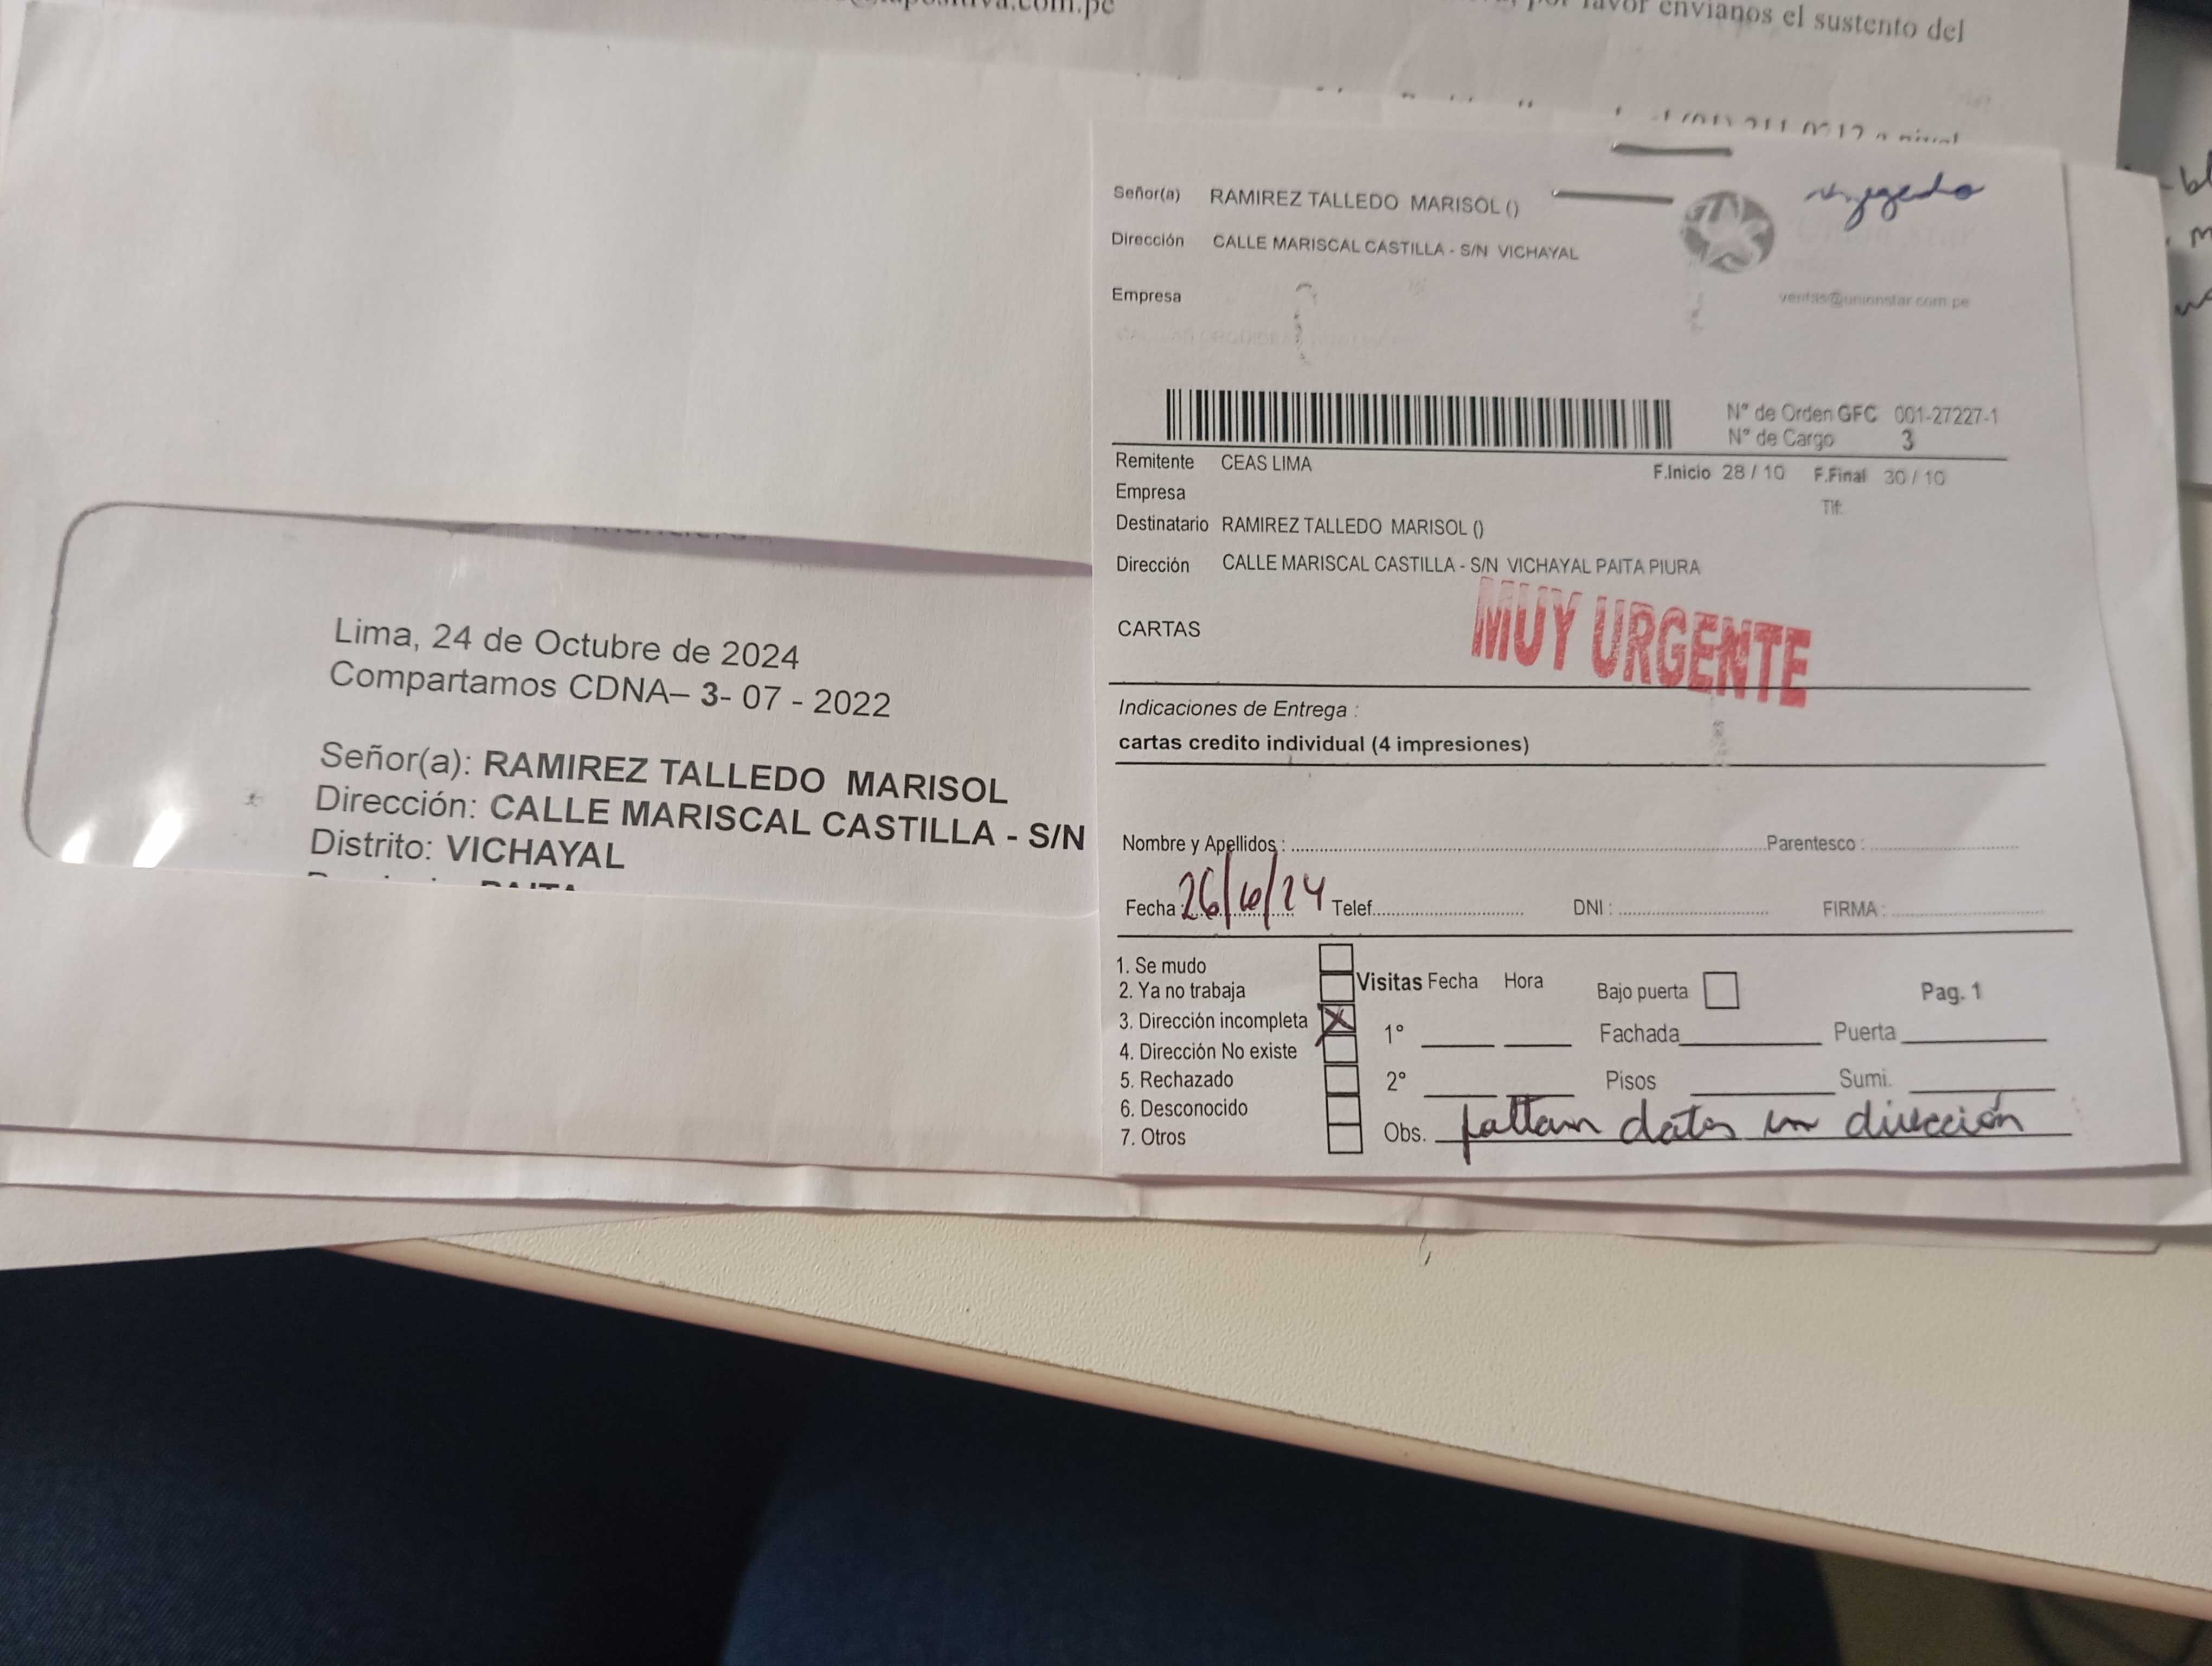 por favor envianos el sustento del
Señor(a) RAMIREZ TALLEDO MARISOL ()
Dirección CALLE MARISCAL CASTILLA - S/N VICHAYAL
Empresa
ventas@unionstar.com.pe
N° de Orden GFC 001-27227-1
N° de Cargo 3
Remitente CEAS LIMA
F.Inicio 28 / 10 F.Final 30 / 10
Empresa
Tlf:
Destinatario RAMIREZ TALLEDO MARISOL ()
Dirección CALLE MARISCAL CASTILLA - S/N VICHAYAL PAITA PIURA
CARTAS
MUY URGENTE
Indicaciones de Entrega :
cartas credito individual (4 impresiones)
Nombre y Apellidos : Parentesco :
Fecha : 26/10/24 Telef. DNI : FIRMA :
1. Se mudo
2. Ya no trabaja
3. Dirección incompleta X
4. Dirección No existe
5. Rechazado
6. Desconocido
7. Otros
Visitas Fecha Hora
1°
2°
Bajo puerta
Pag. 1
Fachada Puerta
Pisos Sumi.
Obs. faltan datos en dirección
Lima, 24 de Octubre de 2024
Compartamos CDNA– 3- 07 - 2022
Señor(a): RAMIREZ TALLEDO MARISOL
Dirección: CALLE MARISCAL CASTILLA - S/N
Distrito: VICHAYAL